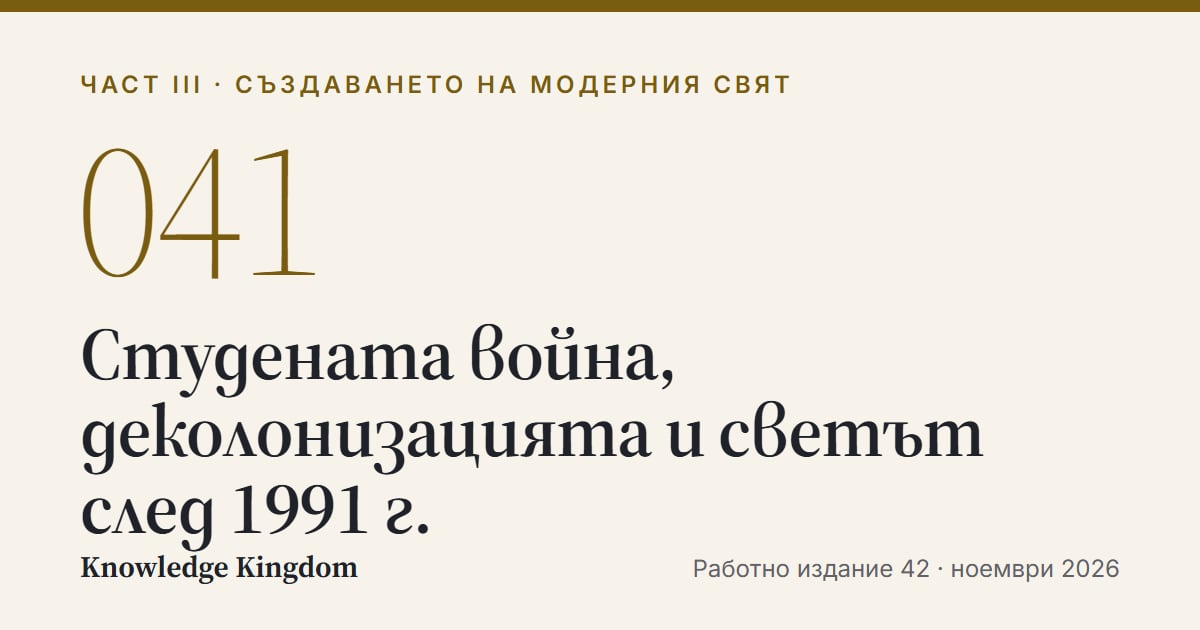 ЧАСТ III · СЪЗДАВАНЕТО НА МОДЕРНИЯ СВЯТ
041
Студената война,
деколонизацията и светът
след 1991 г.
Knowledge Kingdom
Работно издание 42 · ноември 2026